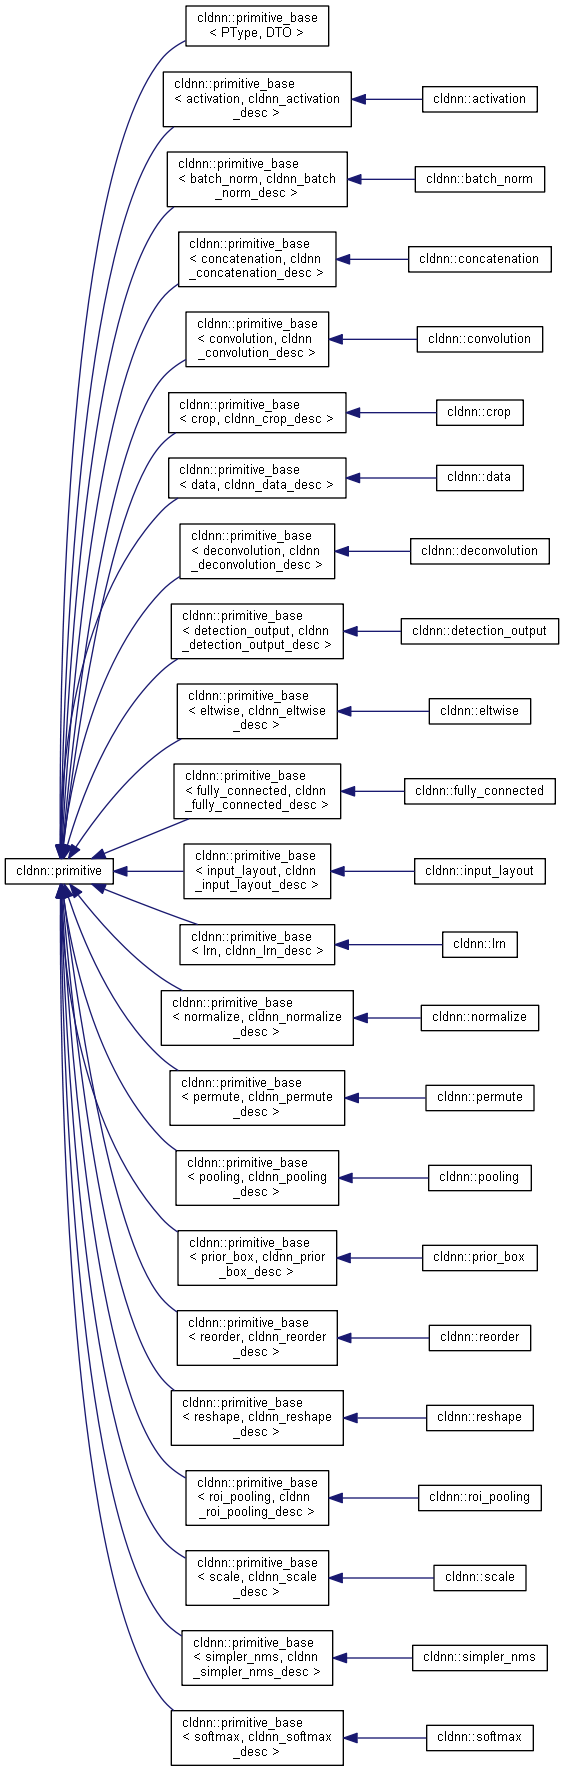 cldnn::primitive_base
< PType, DTO >
cldnn::primitive_base
< activation, cldnn_activation
_desc >
cldnn::activation
cldnn::primitive_base
< batch_norm, cldnn_batch
_norm_desc >
cldnn::batch_norm
cldnn::primitive_base
< concatenation, cldnn
_concatenation_desc >
cldnn::concatenation
cldnn::primitive_base
< convolution, cldnn
_convolution_desc >
cldnn::convolution
cldnn::primitive_base
< crop, cldnn_crop_desc >
cldnn::crop
cldnn::primitive_base
< data, cldnn_data_desc >
cldnn::data
cldnn::primitive_base
< deconvolution, cldnn
_deconvolution_desc >
cldnn::deconvolution
cldnn::primitive_base
< detection_output, cldnn
_detection_output_desc >
cldnn::detection_output
cldnn::primitive_base
< eltwise, cldnn_eltwise
_desc >
cldnn::eltwise
cldnn::primitive_base
< fully_connected, cldnn
_fully_connected_desc >
cldnn::fully_connected
cldnn::primitive
cldnn::primitive_base
< input_layout, cldnn
_input_layout_desc >
cldnn::input_layout
cldnn::primitive_base
< lrn, cldnn_lrn_desc >
cldnn::lrn
cldnn::primitive_base
< normalize, cldnn_normalize
_desc >
cldnn::normalize
cldnn::primitive_base
< permute, cldnn_permute
_desc >
cldnn::permute
cldnn::primitive_base
< pooling, cldnn_pooling
_desc >
cldnn::pooling
cldnn::primitive_base
< prior_box, cldnn_prior
_box_desc >
cldnn::prior_box
cldnn::primitive_base
< reorder, cldnn_reorder
_desc >
cldnn::reorder
cldnn::primitive_base
< reshape, cldnn_reshape
_desc >
cldnn::reshape
cldnn::primitive_base
< roi_pooling, cldnn
_roi_pooling_desc >
cldnn::roi_pooling
cldnn::primitive_base
< scale, cldnn_scale
_desc >
cldnn::scale
cldnn::primitive_base
< simpler_nms, cldnn
_simpler_nms_desc >
cldnn::simpler_nms
cldnn::primitive_base
< softmax, cldnn_softmax
_desc >
cldnn::softmax